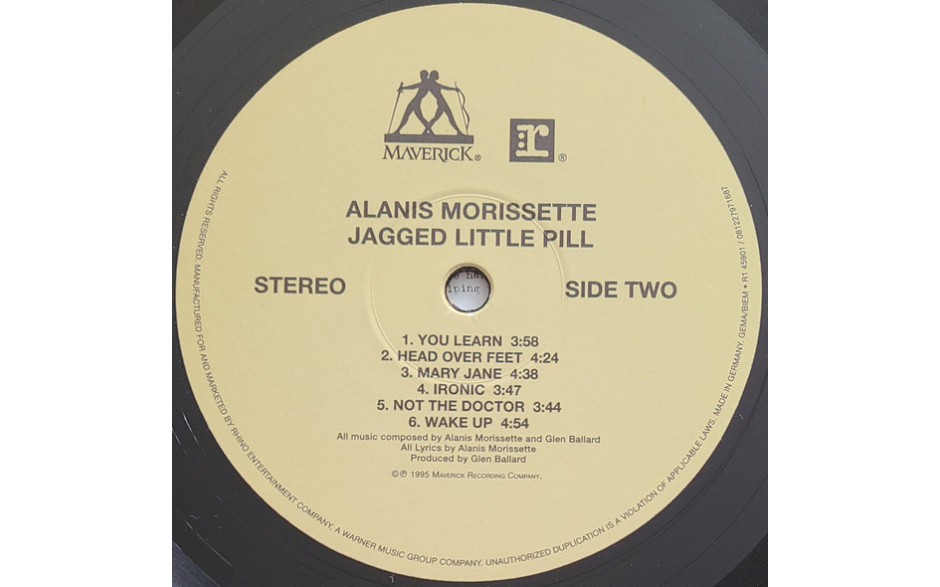 MAVERICK®
r®
ALANIS MORISSETTE
JAGGED LITTLE PILL
STEREO
SIDE TWO
1. YOU LEARN 3:58
2. HEAD OVER FEET 4:24
3. MARY JANE 4:38
4. IRONIC 3:47
5. NOT THE DOCTOR 3:44
6. WAKE UP 4:54
All music composed by Alanis Morissette and Glen Ballard
All Lyrics by Alanis Morissette
Produced by Glen Ballard
©℗ 1995 MAVERICK RECORDING COMPANY.
ALL RIGHTS RESERVED. MANUFACTURED FOR AND MARKETED BY RHINO ENTERTAINMENT COMPANY, A WARNER MUSIC GROUP COMPANY. UNAUTHORIZED DUPLICATION IS A VIOLATION OF APPLICABLE LAWS. MADE IN GERMANY. GEMA/BIEM • R1 45901 / 081227971687